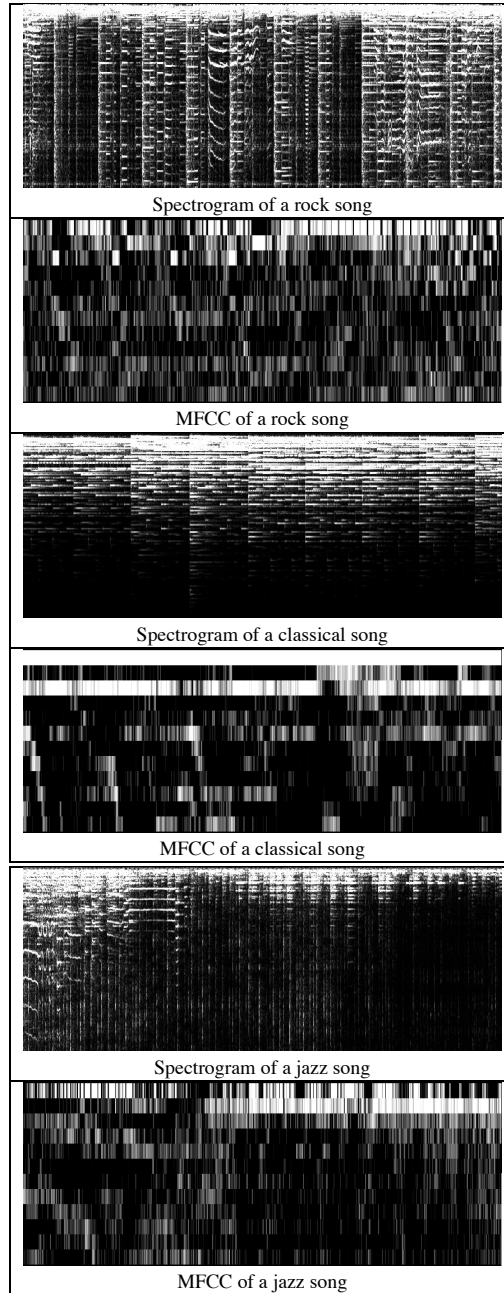 Spectrogram of a rock song
MFCC of a rock song
Spectrogram of a classical song
MFCC of a classical song
Spectrogram of a jazz song
MFCC of a jazz song